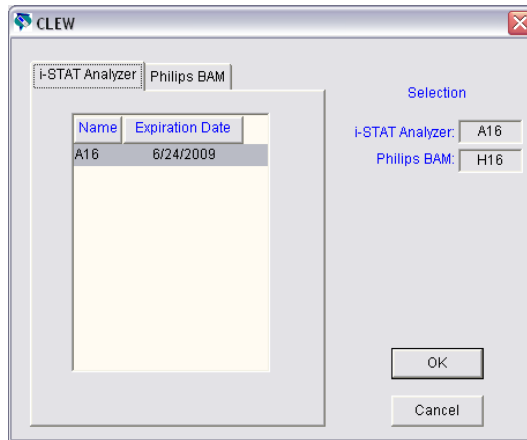 CLEW
i-STAT Analyzer Philips BAM
Name Expiration Date
A16 6/24/2009
Selection
i-STAT Analyzer: A16
Philips BAM: H16
OK
Cancel